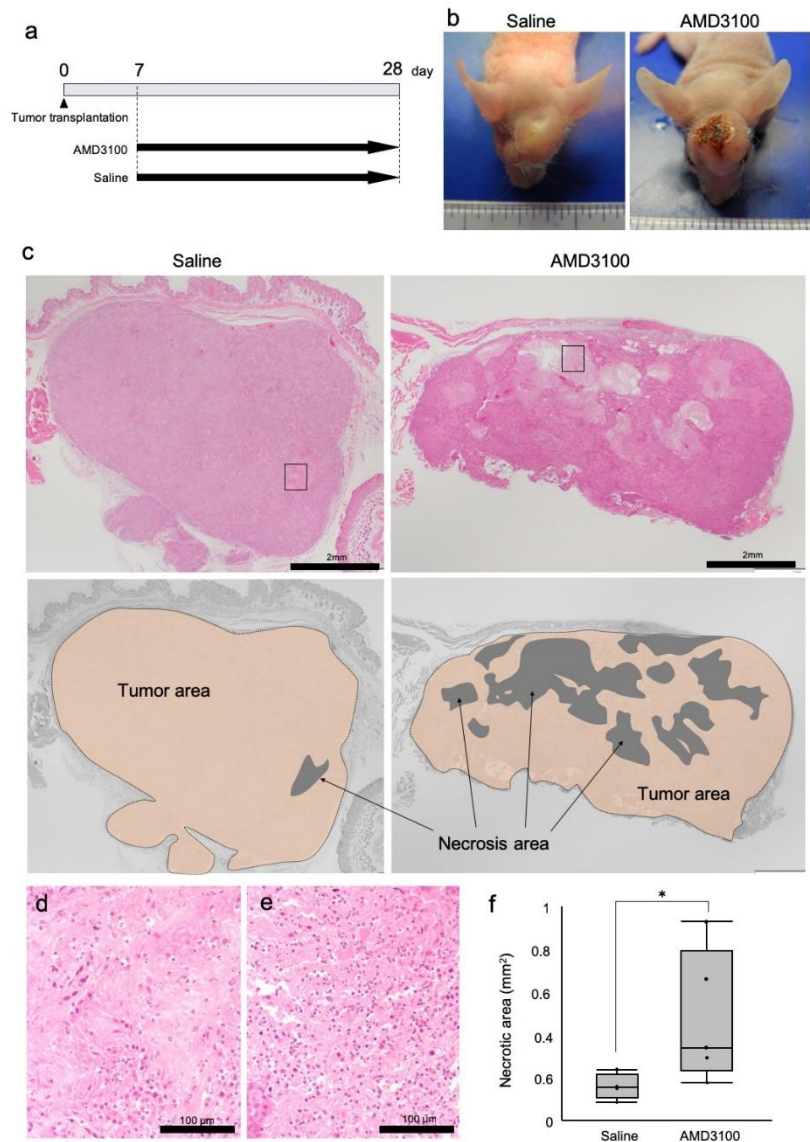 a
0 7 28 day
Tumor transplantation
AMD3100
Saline
b
Saline AMD3100
c
Saline AMD3100
2mm 2mm
Tumor area
Tumor area
Necrosis area
d e
100 μm 100 μm
f
*
Necrotic area (mm²)
1
0.8
0.6
0.4
0.6
0
Saline AMD3100